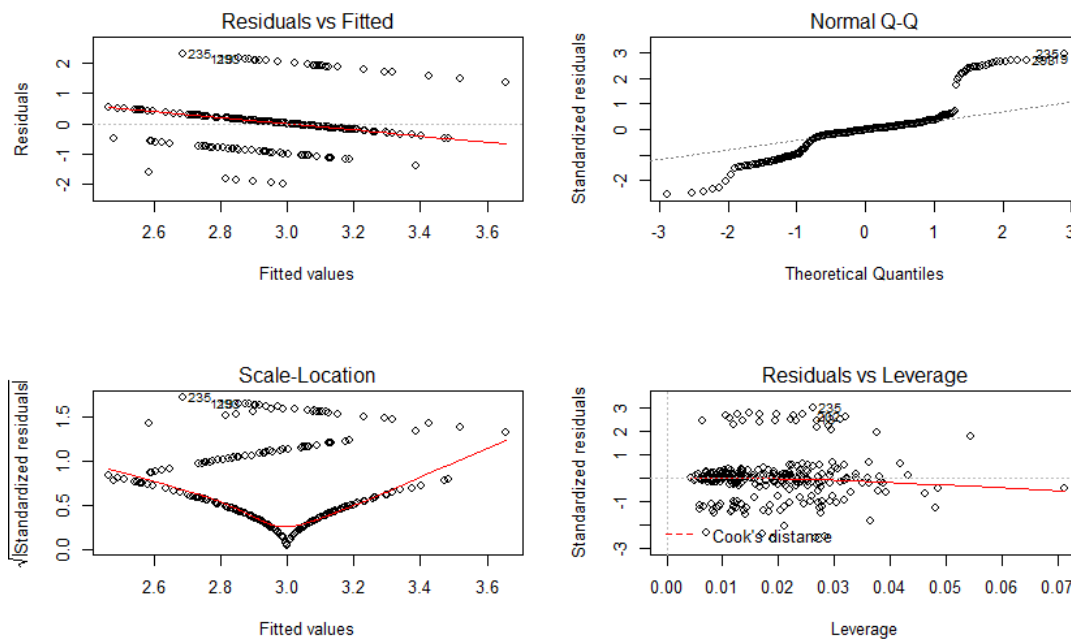 Residuals vs Fitted
Residuals
2
1
0
-1
-2
235
2.6 2.8 3.0 3.2 3.4 3.6
Fitted values
Normal Q-Q
Standardized residuals
3
2
1
0
-2
235
-3 -2 -1 0 1 2 3
Theoretical Quantiles
Scale-Location
√|Standardized residuals|
1.5
1.0
0.5
0.0
235
2.6 2.8 3.0 3.2 3.4 3.6
Fitted values
Residuals vs Leverage
Standardized residuals
3
2
1
0
-1
-3
235
Cook's distance
0.00 0.01 0.02 0.03 0.04 0.05 0.06 0.07
Leverage